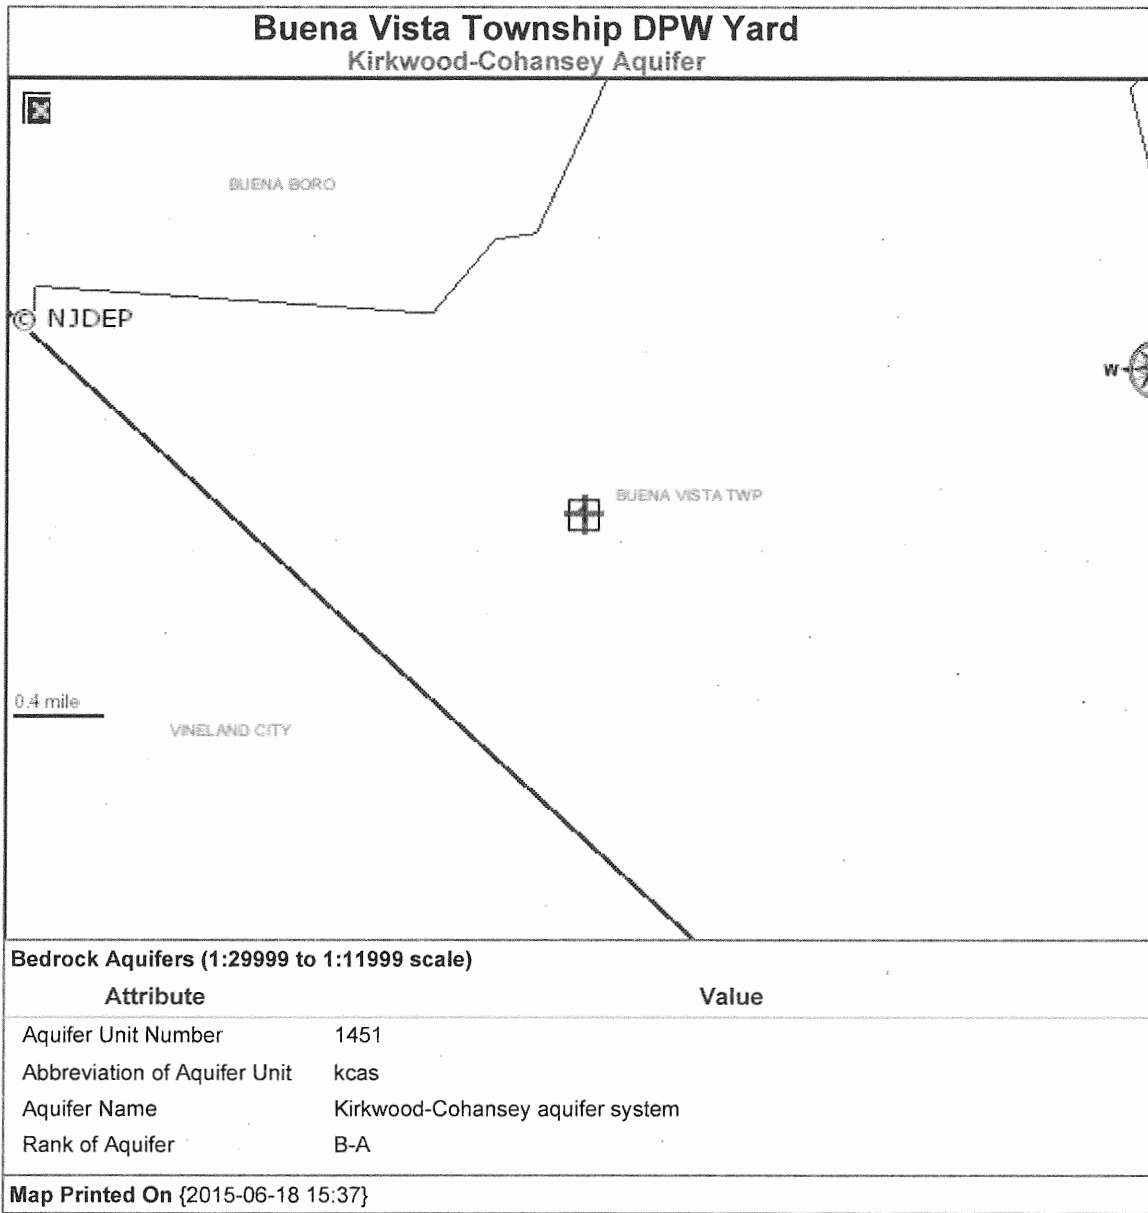 Buena Vista Township DPW Yard
Kirkwood-Cohansey Aquifer
BUENA BORO
© NJDEP
W
BUENA VISTA TWP
0.4 mile
VINELAND CITY
Bedrock Aquifers (1:29999 to 1:11999 scale)
Attribute Value
Aquifer Unit Number 1451
Abbreviation of Aquifer Unit kcas
Aquifer Name Kirkwood-Cohansey aquifer system
Rank of Aquifer B-A
Map Printed On {2015-06-18 15:37}